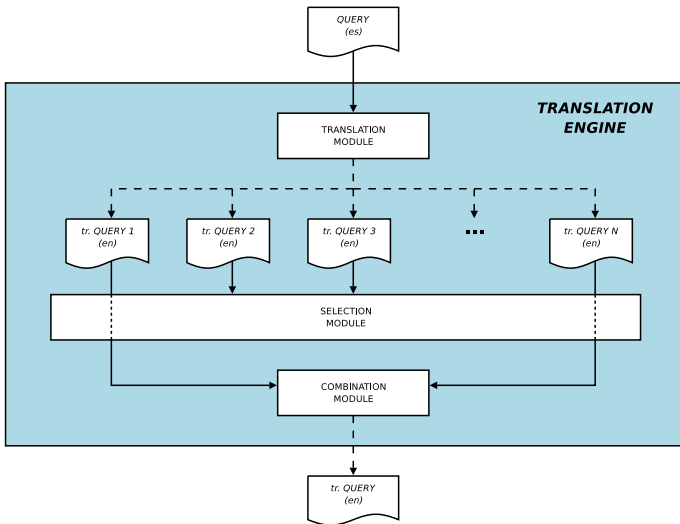 QUERY
(es)
TRANSLATION
ENGINE
TRANSLATION
MODULE
tr. QUERY 1
(en)
tr. QUERY 2
(en)
tr. QUERY 3
(en)
...
tr. QUERY N
(en)
SELECTION
MODULE
COMBINATION
MODULE
tr. QUERY
(en)